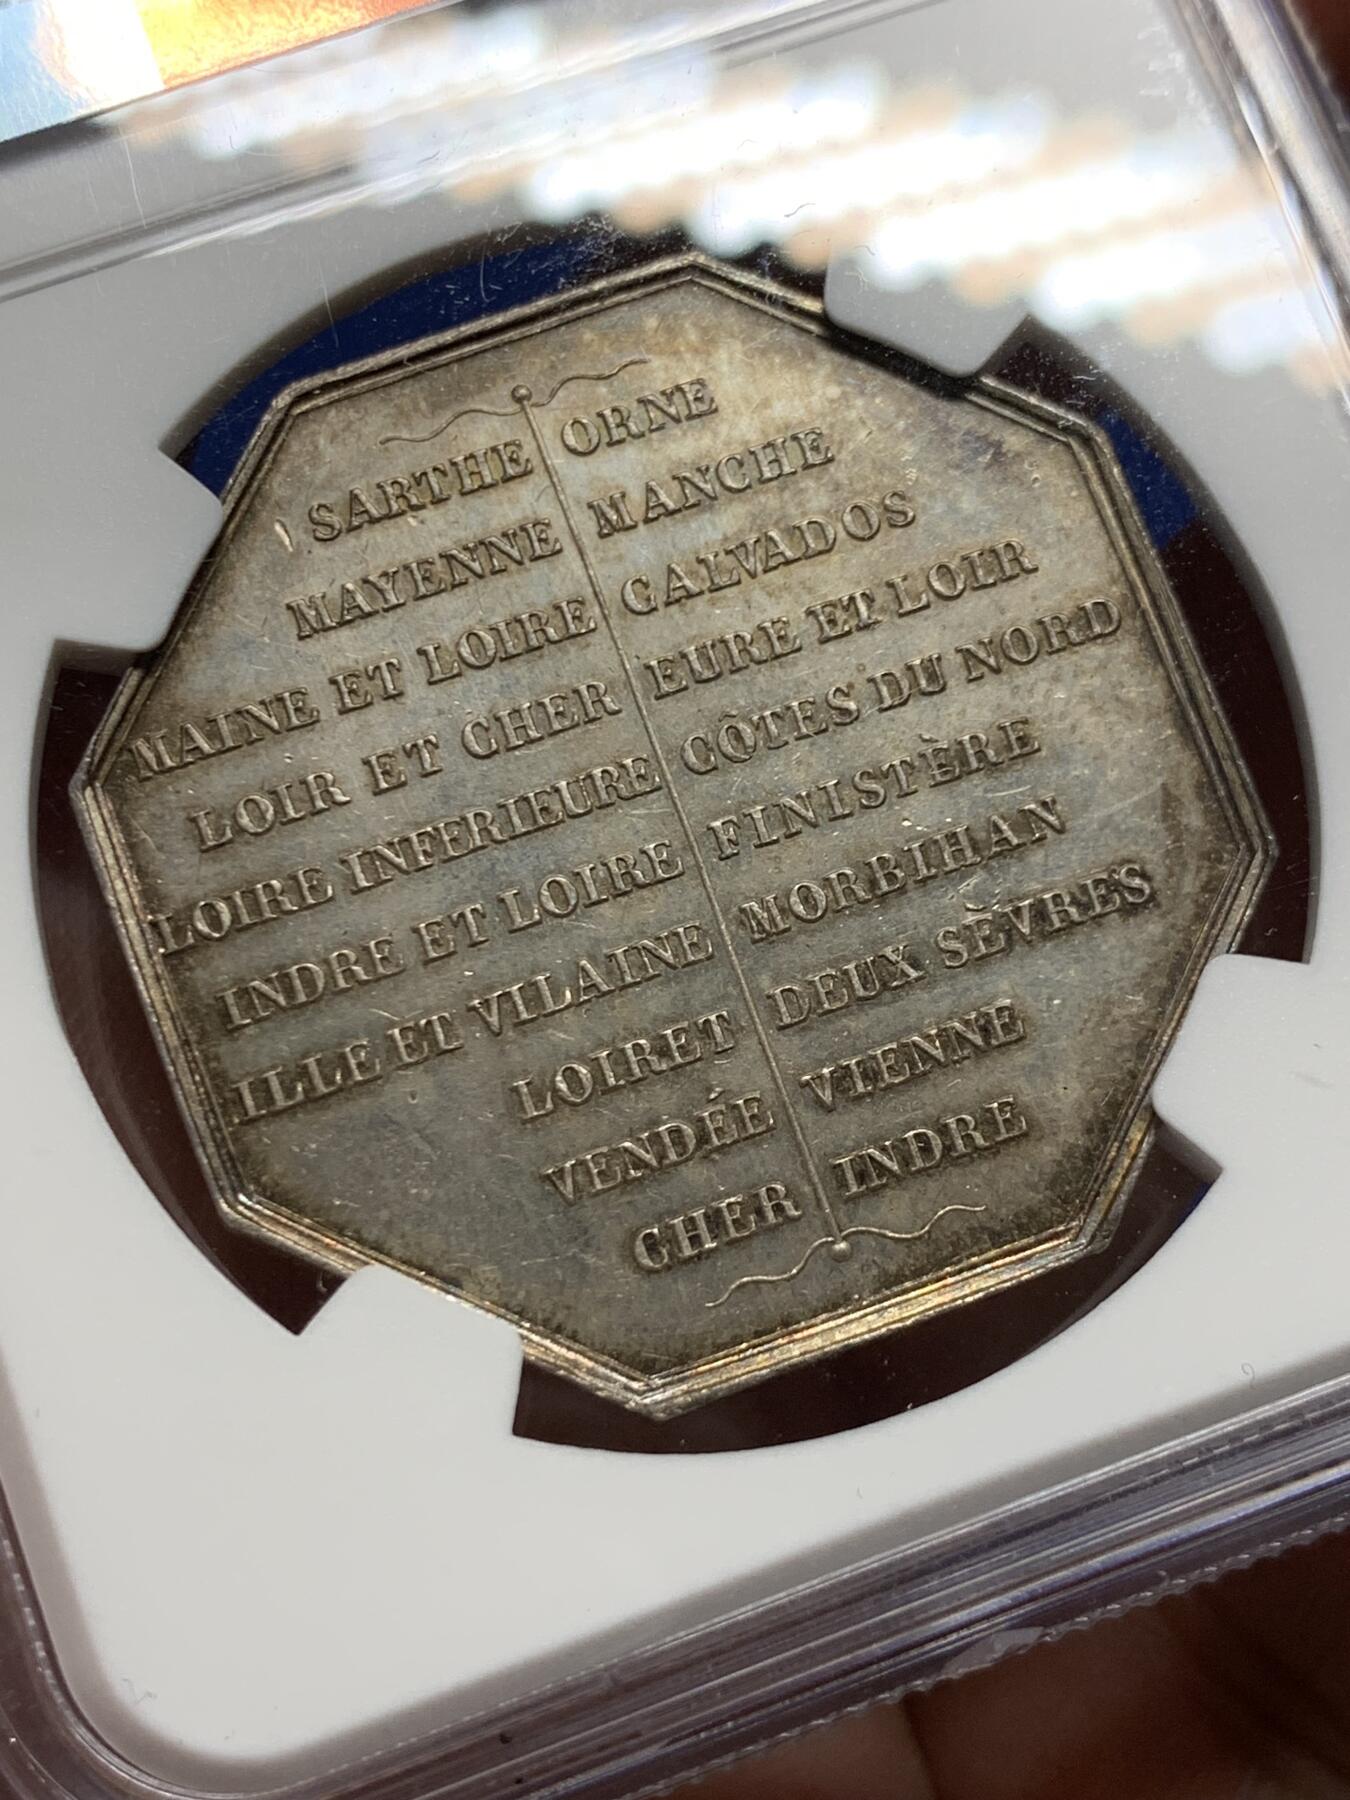 SARTHE ORNE
MAYENNE MANCHE
MAINE ET LOIRE CALVADOS
LOIR ET CHER EURE ET LOIR
LOIRE INFERIEURE CÔTES DU NORD
INDRE ET LOIRE FINISTÈRE
ILLE ET VILAINE MORBIHAN
LOIRET DEUX SÈVRES
VENDÉE VIENNE
CHER INDRE